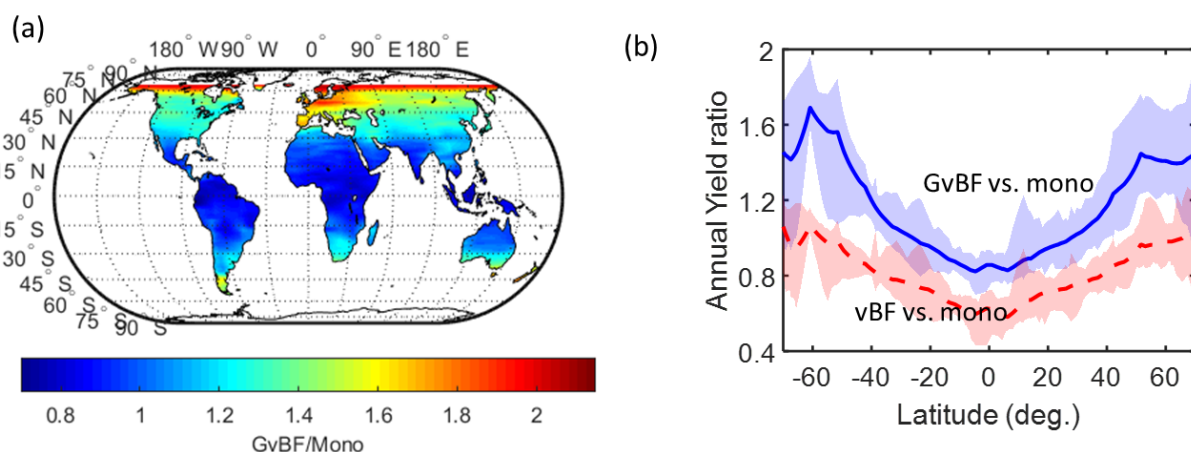 (a)
180° W 90° W 0° 90° E 180° E
90° N
75° N
60° N
45° N
30° N
5° N
0°
5° S
30° S
45° S
60° S
75° S
90° S
0.8 1 1.2 1.4 1.6 1.8 2
GvBF/Mono
(b)
2
1.6
1.2
0.8
0.4
Annual Yield ratio
GvBF vs. mono
vBF vs. mono
-60 -40 -20 0 20 40 60
Latitude (deg.)